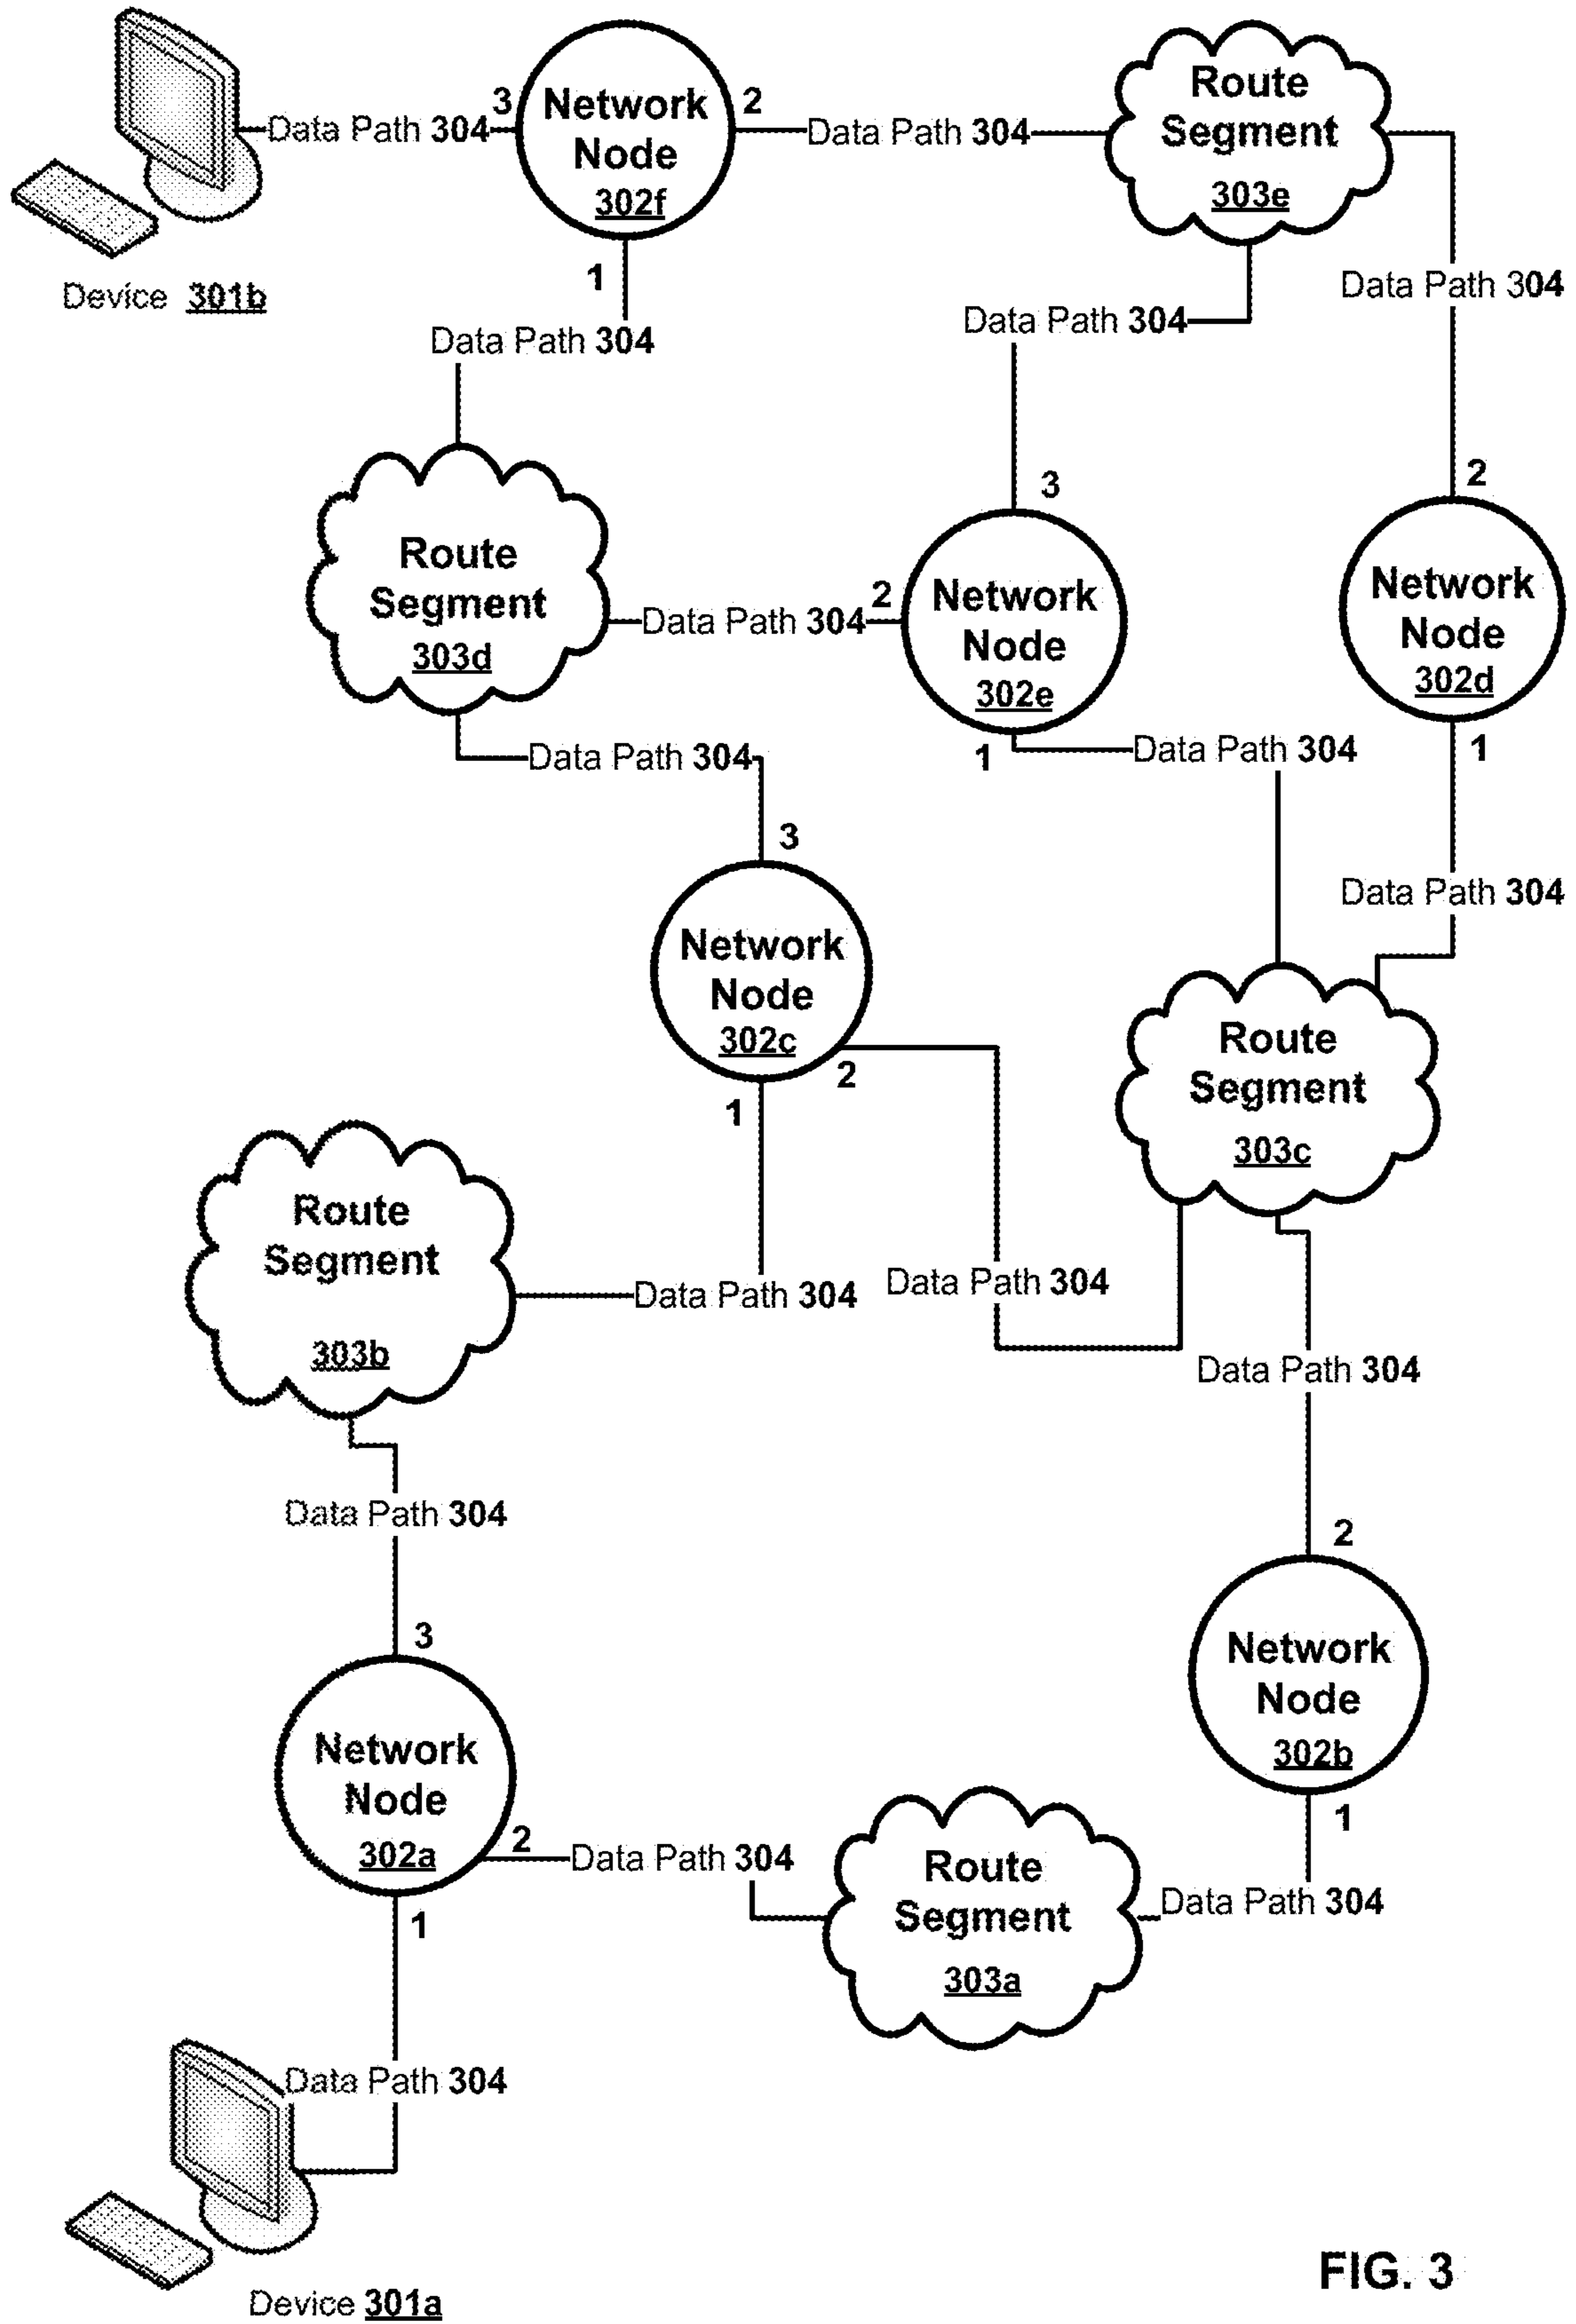 Data Path 304
3
Network
Node
302f
2
Data Path 304
Route
Segment
303e
Device 301b
1
Data Path 304
Data Path 304
Data Path 304
3
2
Route
Segment
303d
Data Path 304
2
Network
Node
302e
Network
Node
302d
1
Data Path 304
1
Data Path 304
3
Data Path 304
Network
Node
302c
2
1
Route
Segment
303c
Route
Segment
303b
Data Path 304
Data Path 304
Data Path 304
Data Path 304
2
3
Network
Node
302b
1
Network
Node
302a
2
Data Path 304
Route
Segment
303a
Data Path 304
1
Data Path 304
Device 301a
FIG. 3